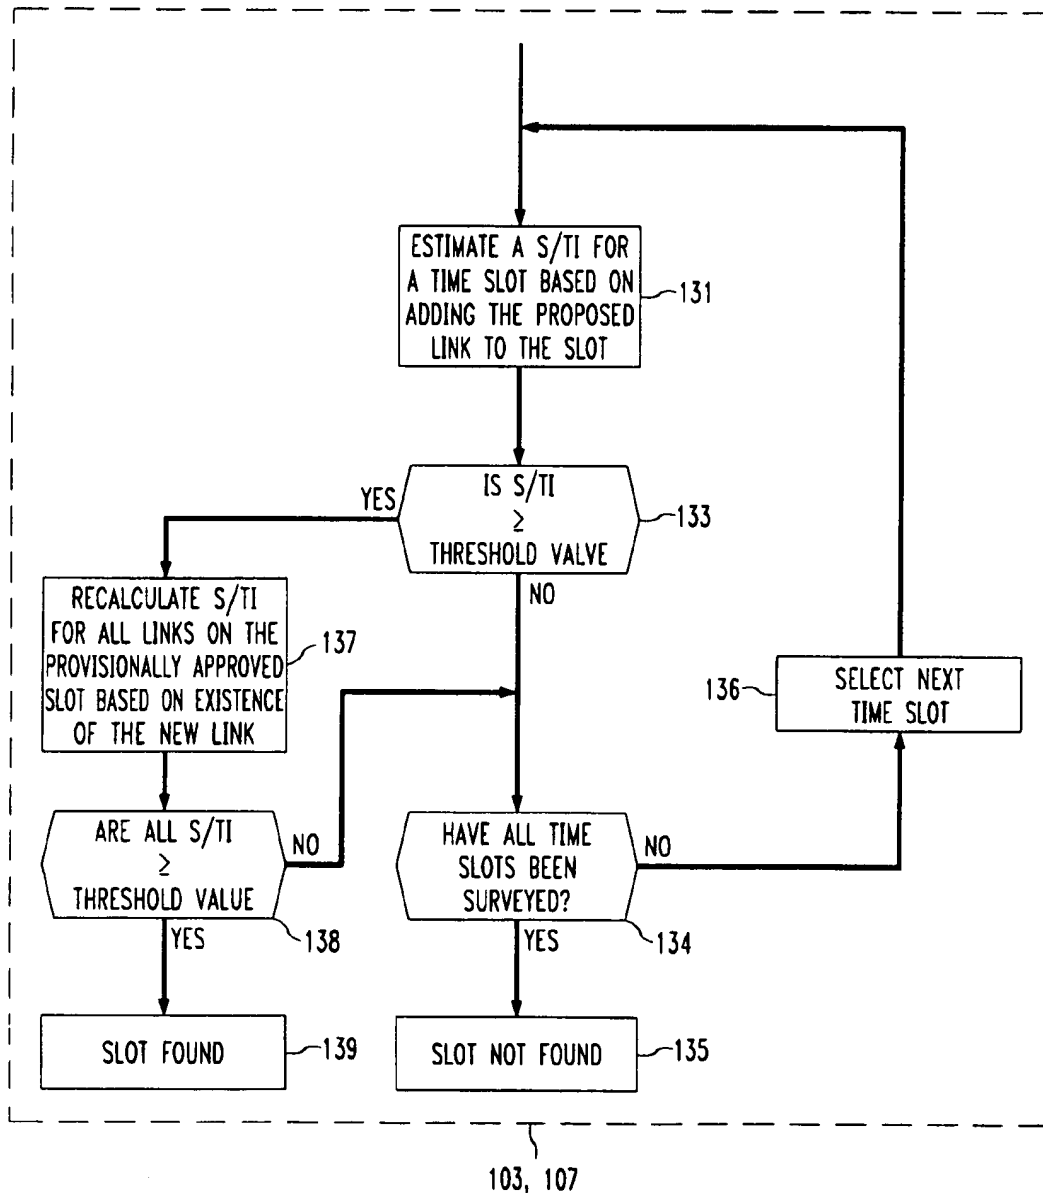 ESTIMATE A S/TI FOR
A TIME SLOT BASED ON
ADDING THE PROPOSED
LINK TO THE SLOT
131
IS S/TI
≥
THRESHOLD VALVE
133
YES
NO
RECALCULATE S/TI
FOR ALL LINKS ON THE
PROVISIONALLY APPROVED
SLOT BASED ON EXISTENCE
OF THE NEW LINK
137
136
SELECT NEXT
TIME SLOT
ARE ALL S/TI
≥
THRESHOLD VALUE
138
NO
YES
HAVE ALL TIME
SLOTS BEEN
SURVEYED?
134
NO
YES
SLOT FOUND
139
SLOT NOT FOUND
135
103, 107